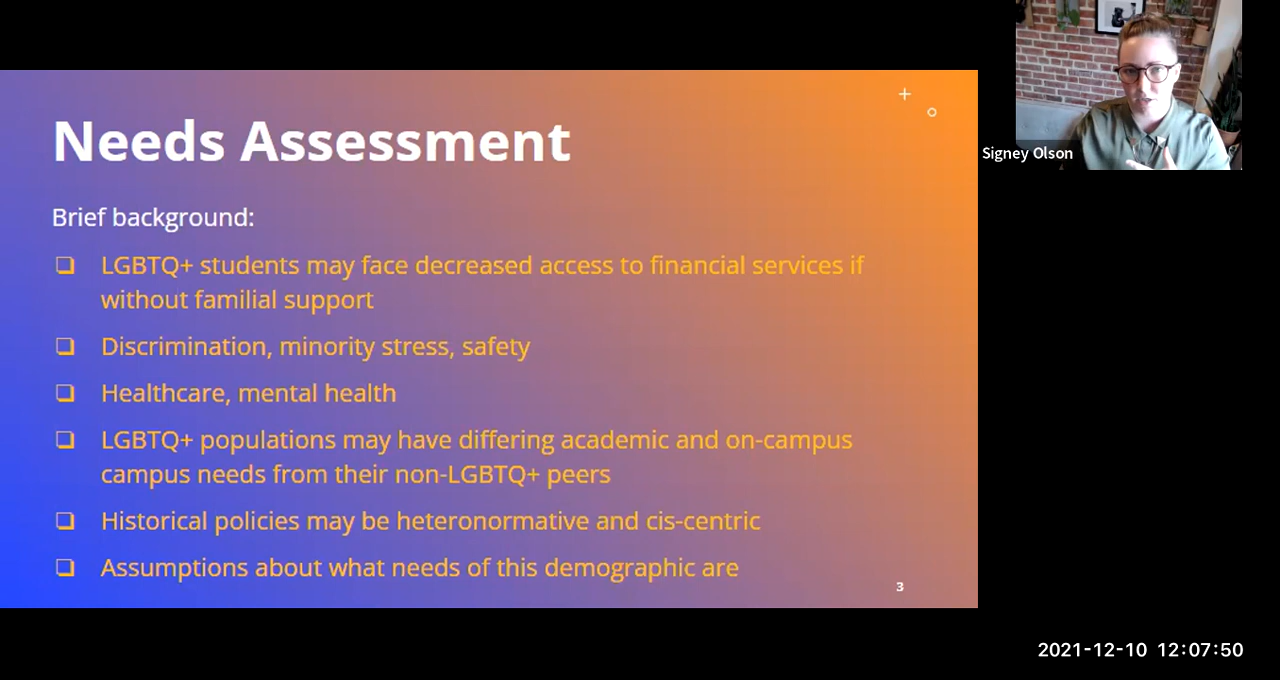 Needs Assessment
Brief background:
❏ LGBTQ+ students may face decreased access to financial services if
without familial support
❏ Discrimination, minority stress, safety
❏ Healthcare, mental health
❏ LGBTQ+ populations may have differing academic and on-campus
campus needs from their non-LGBTQ+ peers
❏ Historical policies may be heteronormative and cis-centric
❏ Assumptions about what needs of this demographic are
3
Signey Olson
2021-12-10 12:07:50